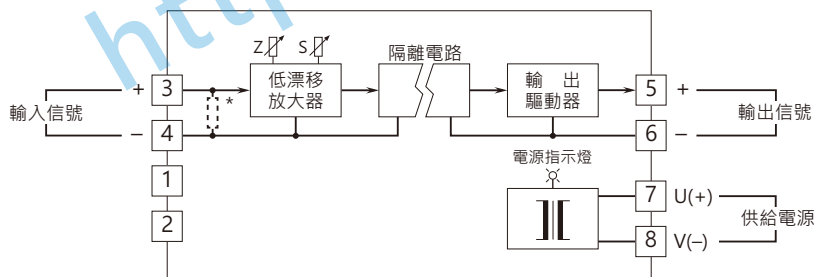 http
Z S
隔離電路
低漂移
放大器
輸 出
驅動器
輸入信號
+ 3
*
− 4
1
2
5 +
6 −
輸出信號
電源指示燈
7 U(+)
8 V(−)
供給電源